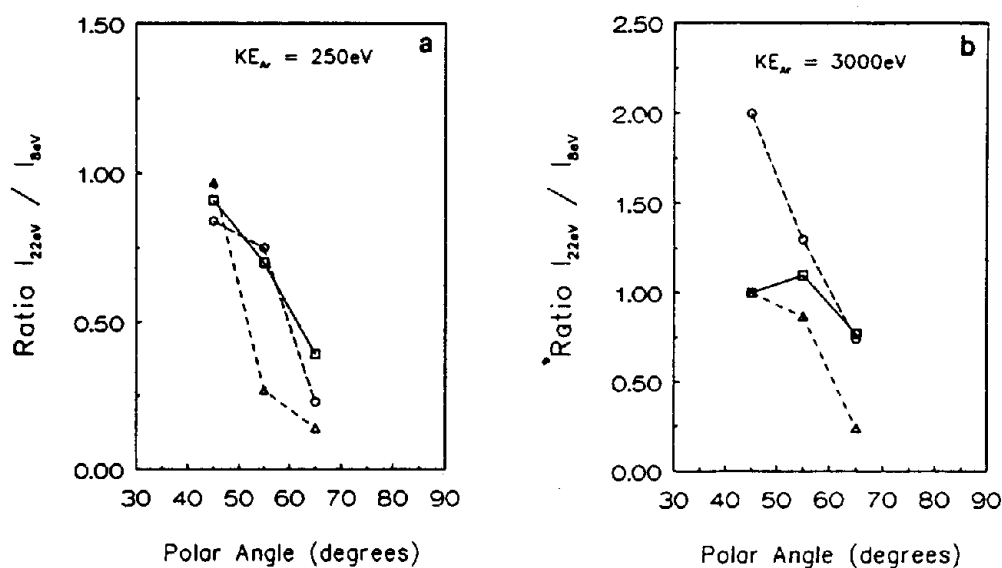 a
KE_Ar = 250eV
Ratio I_22eV / I_8eV
1.50
1.00
0.50
0.00
30 40 50 60 70 80 90
Polar Angle (degrees)
b
KE_Ar = 3000eV
Ratio I_22eV / I_8eV
2.50
2.00
1.50
1.00
0.50
0.00
30 40 50 60 70 80 90
Polar Angle (degrees)